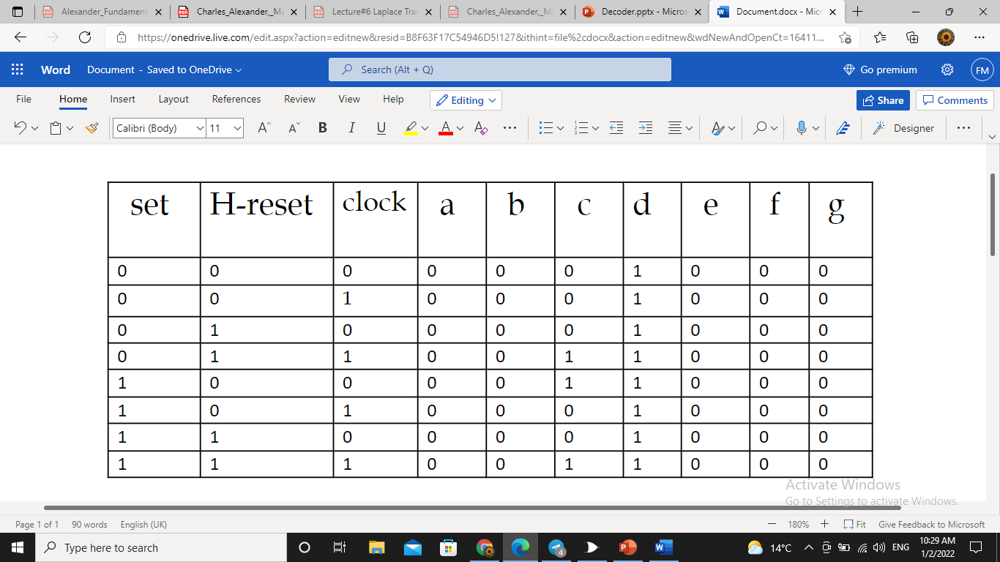 Alexander_Fundament
Charles_Alexander,_Ma
Lecture#6 Laplace Tran
Charles_Alexander,_Ma
Decoder.pptx - Micros
Document.docx - Micr
https://onedrive.live.com/edit.aspx?action=editnew&resid=B8F63F17C54946D5!127&ithint=file%2cdocx&action=editnew&wdNewAndOpenCt=16411...
Word Document - Saved to OneDrive Search (Alt + Q) Go premium FM
File Home Insert Layout References Review View Help Editing Share Comments
Calibri (Body) 11 A A B I U A A Designer
set H-reset clock a b c d e f g
0 0 0 0 0 0 1 0 0 0
0 0 1 0 0 0 1 0 0 0
0 1 0 0 0 0 1 0 0 0
0 1 1 0 0 1 1 0 0 0
1 0 0 0 0 1 1 0 0 0
1 0 1 0 0 0 1 0 0 0
1 1 0 0 0 0 1 0 0 0
1 1 1 0 0 1 1 0 0 0
Activate Windows
Go to Settings to activate Windows.
Page 1 of 1 90 words English (UK) 180% Fit Give Feedback to Microsoft
Type here to search 4 14°C ENG 10:29 AM
1/2/2022